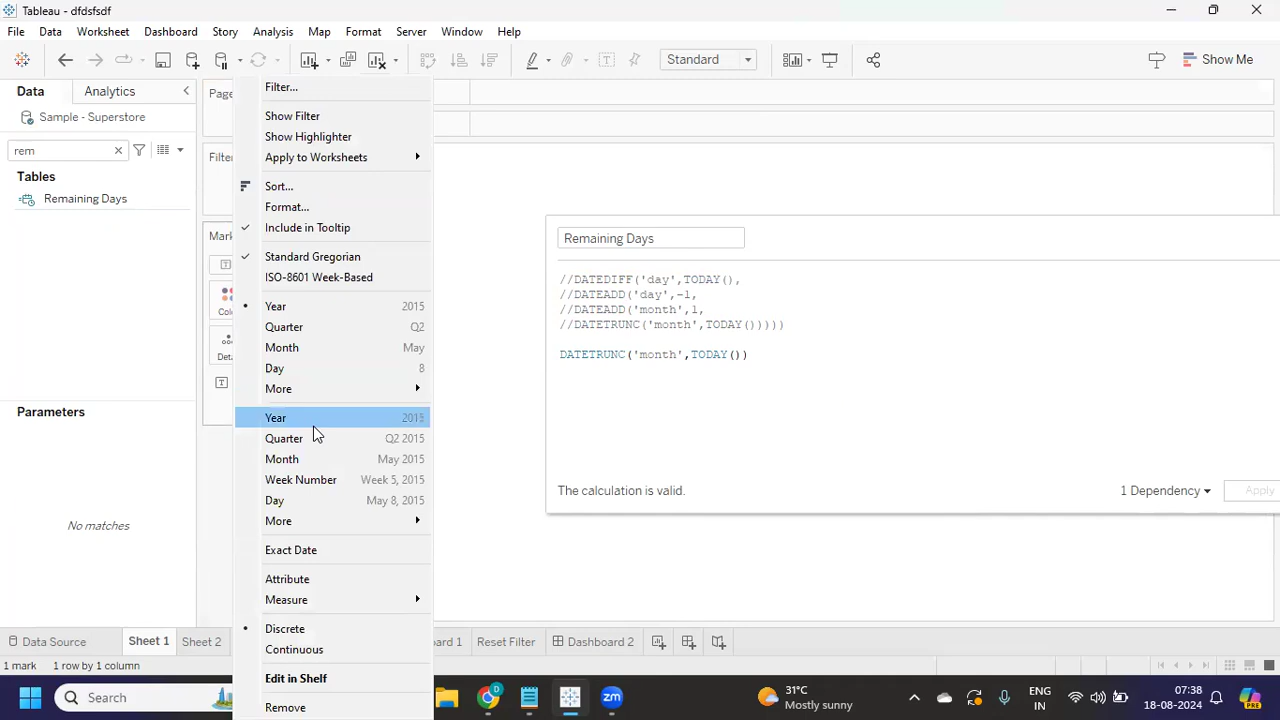 Tableau - dfdsfsdf
File Data Worksheet Dashboard Story Analysis Map Format Server Window Help
Standard
Show Me
Data Analytics
Sample - Superstore
rem
Tables
Remaining Days
Parameters
No matches
Filter...
Show Filter
Show Highlighter
Apply to Worksheets
Sort...
Format...
Include in Tooltip
Standard Gregorian
ISO-8601 Week-Based
Year 2015
Quarter Q2
Month May
Day 8
More
Year 2015
Quarter Q2 2015
Month May 2015
Week Number Week 5, 2015
Day May 8, 2015
More
Exact Date
Attribute
Measure
Discrete
Continuous
Edit in Shelf
Remove
Remaining Days
//DATEDIFF('day',TODAY(),
//DATEADD('day',-1,
//DATEADD('month',1,
//DATETRUNC('month',TODAY()))))
DATETRUNC('month',TODAY())
The calculation is valid.
1 Dependency
Apply
Data Source Sheet 1 Sheet 2 Reset Filter Dashboard 2
1 mark 1 row by 1 column
Search
31°C
Mostly sunny
ENG
IN
07:38
18-08-2024